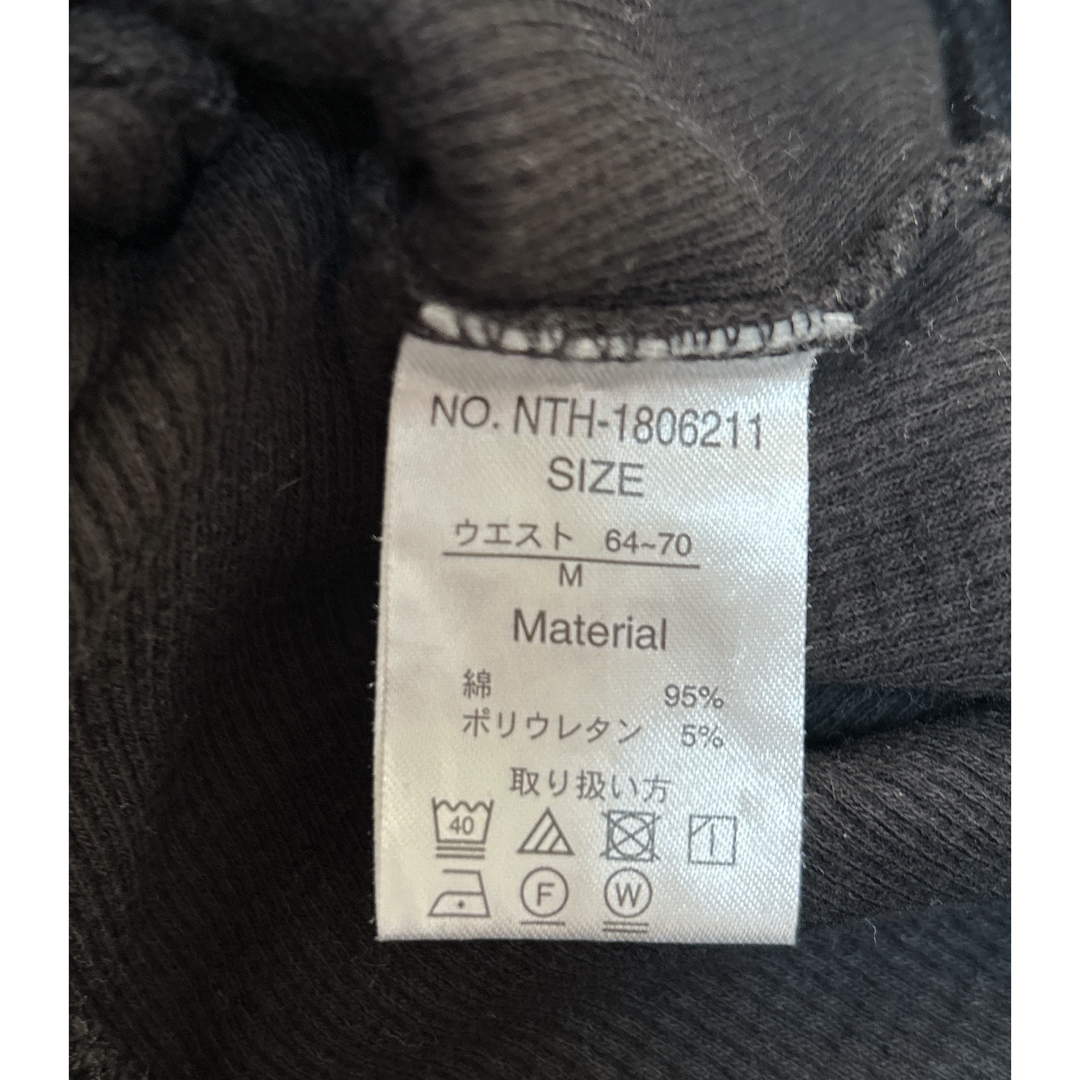 NO. NTH-1806211
SIZE
ウエスト 64~70
M
Material
綿 95%
ポリウレタン 5%
取り扱い方
40
F W